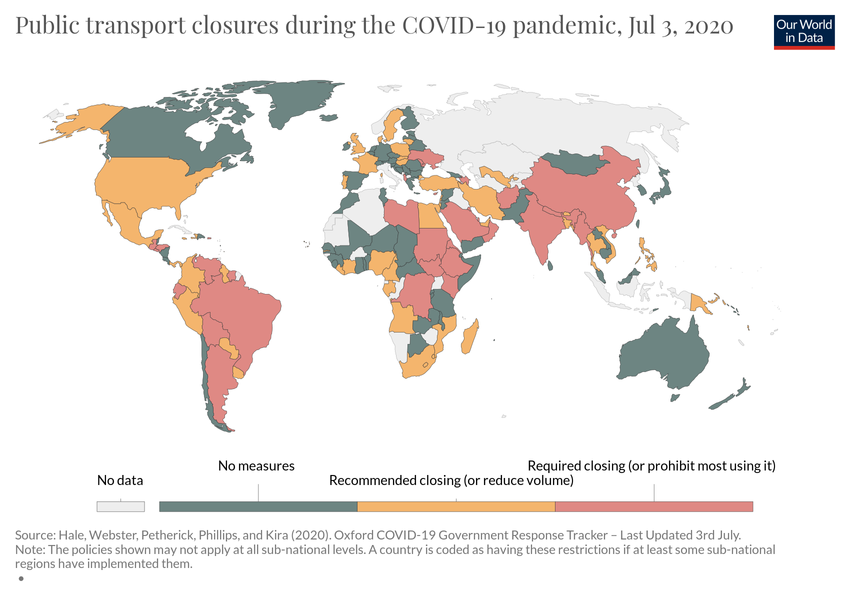 Public transport closures during the COVID-19 pandemic, Jul 3, 2020
Our World
in Data
No data
No measures
Recommended closing (or reduce volume)
Required closing (or prohibit most using it)
Source: Hale, Webster, Petherick, Phillips, and Kira (2020). Oxford COVID-19 Government Response Tracker – Last Updated 3rd July.
Note: The policies shown may not apply at all sub-national levels. A country is coded as having these restrictions if at least some sub-national
regions have implemented them.